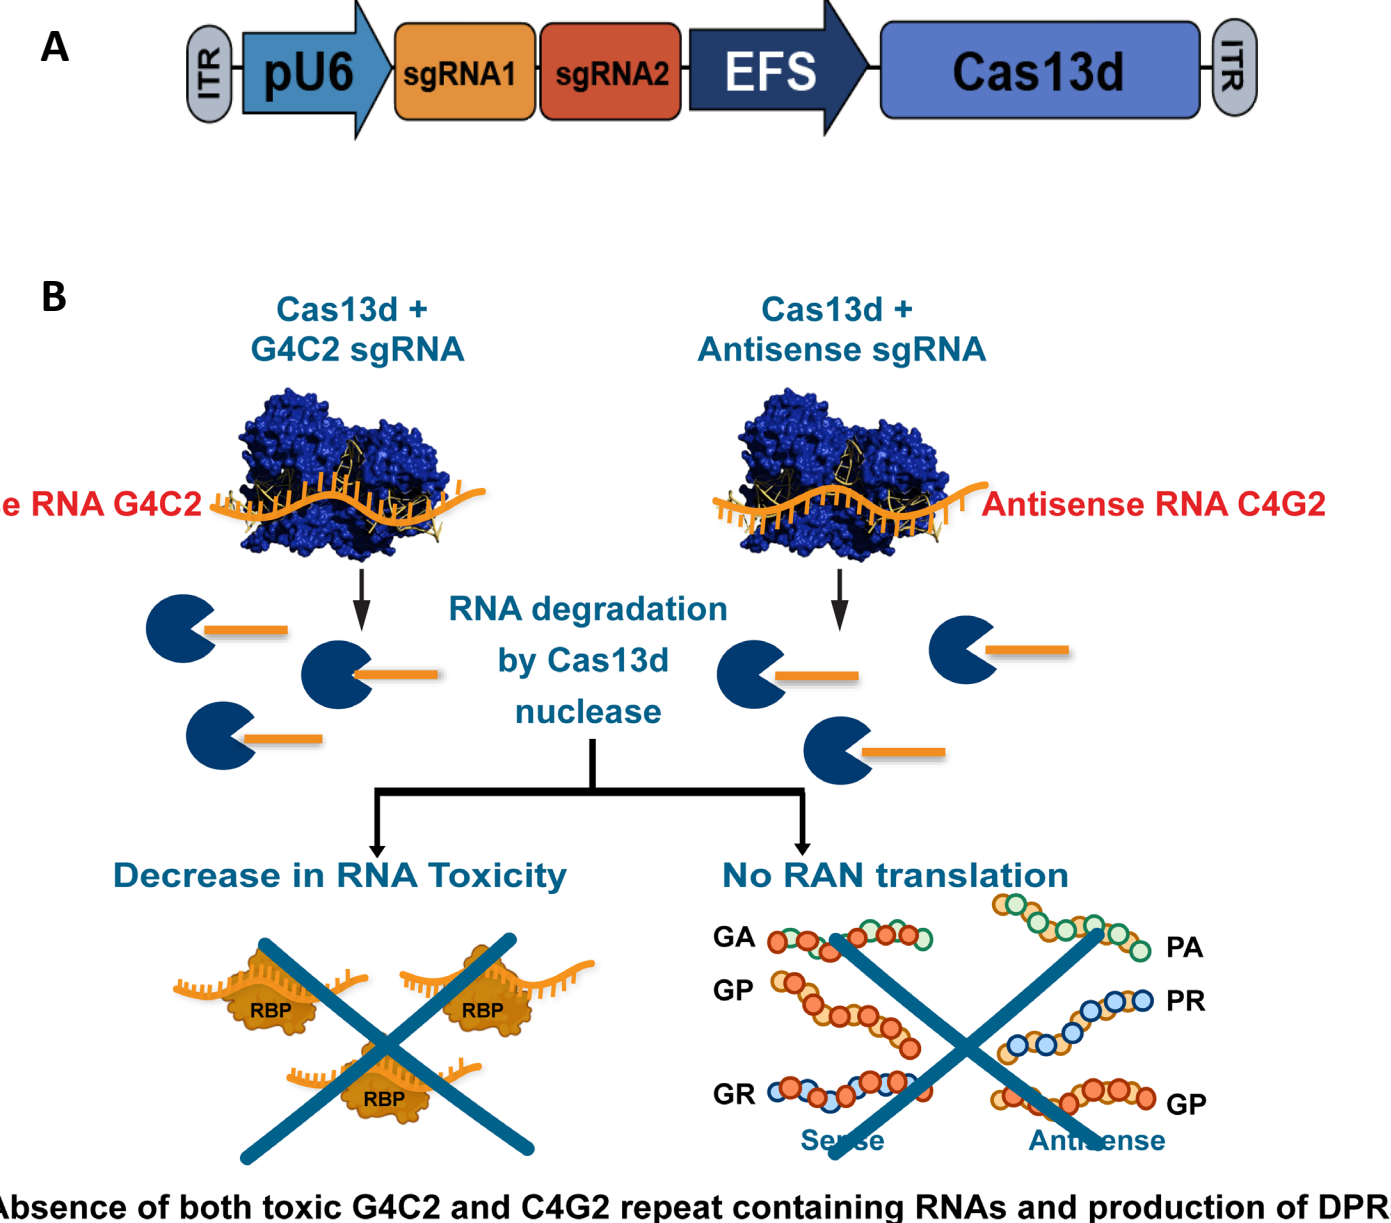 A
ITR pU6 sgRNA1 sgRNA2 EFS Cas13d ITR
B
Cas13d +
G4C2 sgRNA
Cas13d +
Antisense sgRNA
e RNA G4C2
Antisense RNA C4G2
RNA degradation
by Cas13d
nuclease
Decrease in RNA Toxicity
No RAN translation
RBP
RBP
RBP
GA
GP
GR
PA
PR
GP
Sense
Antisense
Absence of both toxic G4C2 and C4G2 repeat containing RNAs and production of DPR